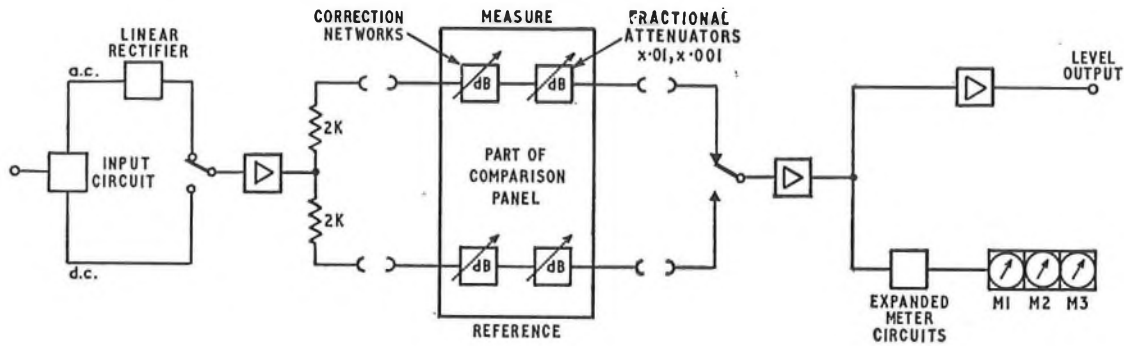 CORRECTION
NETWORKS
MEASURE
FRACTIONAL
ATTENUATORS
x·01, x·001
LINEAR
RECTIFIER
a.c.
dB
dB
LEVEL
OUTPUT
2K
INPUT
CIRCUIT
PART OF
COMPARISON
PANEL
2K
d.c.
dB
dB
REFERENCE
EXPANDED
METER
CIRCUITS
M1 M2 M3